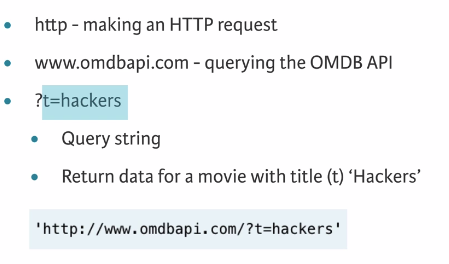 http - making an HTTP request
www.omdbapi.com - querying the OMDB API
?t=hackers
Query string
Return data for a movie with title (t) ‘Hackers’
'http://www.omdbapi.com/?t=hackers'